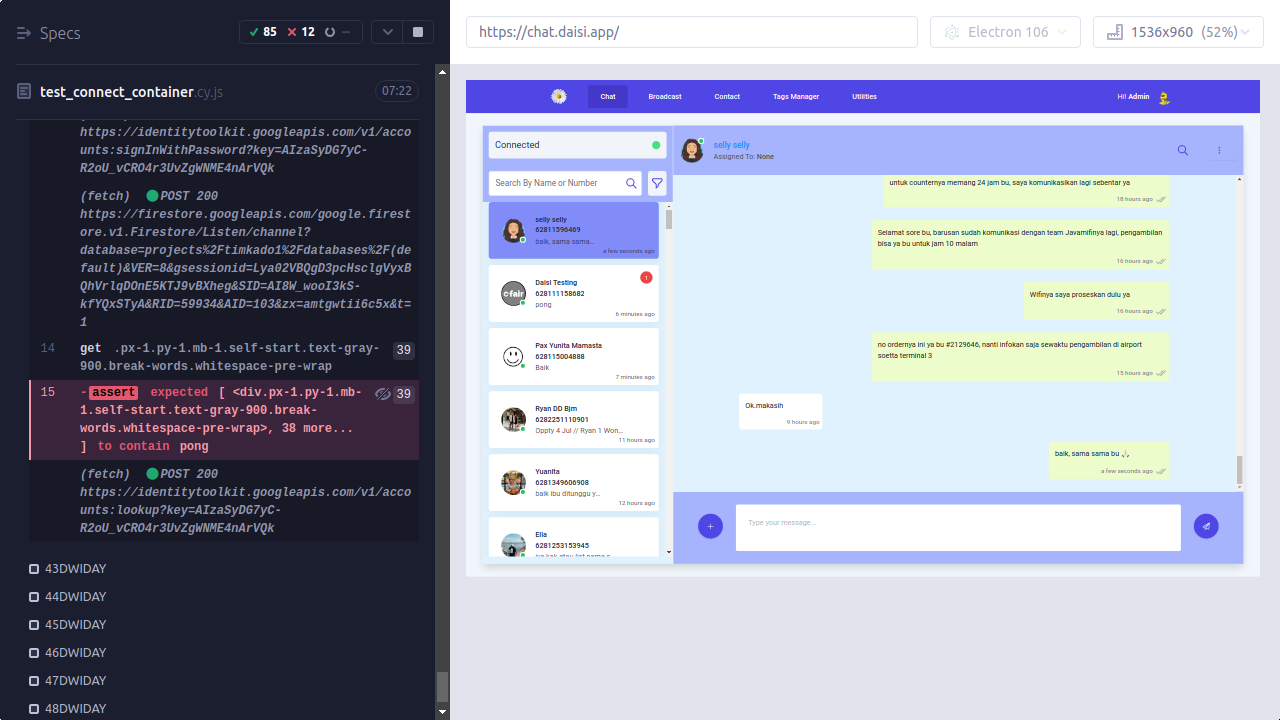 Specs
85
12
--
test_connect_container.cy.js
07:22
https://identitytoolkit.googleapis.com/v1/acco
unts:signInWithPassword?key=AIzaSyDG7yC-
R2oU_vCRO4r3UvZgWNME4nArVQk
(fetch) POST 200
https://firestore.googleapis.com/google.firest
ore.v1.Firestore/Listen/channel?
database=projects%2Ftimkado1%2Fdatabases%2F(de
fault)&VER=8&gsessionid=Lya02VBQgD3pcHsclgVyxB
QhVrlqDOnE5KTJ9vBXheg&SID=AI8W_wooI3kS-
kfYQxSTyA&RID=59934&AID=103&zx=amtgwtii6c5x&t=
1
14 get .px-1.py-1.mb-1.self-start.text-gray-
900.break-words.whitespace-pre-wrap 39
15 -assert expected [ <div.px-1.py-1.mb-
1.self-start.text-gray-900.break-
words.whitespace-pre-wrap>, 38 more...
] to contain pong
39
(fetch) POST 200
https://identitytoolkit.googleapis.com/v1/acco
unts:lookup?key=AIzaSyDG7yC-
R2oU_vCRO4r3UvZgWNME4nArVQk
43DWIDAY
44DWIDAY
45DWIDAY
46DWIDAY
47DWIDAY
48DWIDAY
https://chat.daisi.app/
Electron 106
1536x960 (52%)
Chat
Broadcast
Contact
Tags Manager
Utilities
Hi! Admin
Connected
Search By Name or Number
selly selly
62811596469
baik, sama sama...
a few seconds ago
c-fair
Daisi Testing
628111158682
pong
1
6 minutes ago
Pax Yunita Mamasta
628115004888
Baik
7 minutes ago
Ryan DD Bjm
6282251110901
Oppty 4 Jul // Ryan 1 Won...
11 hours ago
Yuanita
6281349606908
baik ibu ditunggu y...
12 hours ago
Ella
6281253153945
selly selly
Assigned To: None
untuk counternya memang 24 jam bu, saya komunikasikan lagi sebentar ya
18 hours ago
Selamat sore bu, barusan sudah komunikasi dengan team Javamifinya lagi, pengambilan
bisa ya bu untuk jam 10 malam
16 hours ago
Wifinya saya proseskan dulu ya
16 hours ago
no ordernya ini ya bu #2129646, nanti infokan saja sewaktu pengambilan di airport
soetta terminal 3
15 hours ago
Ok.makasih
9 hours ago
baik, sama sama bu 🙏🏻
a few seconds ago
+
Type your message...